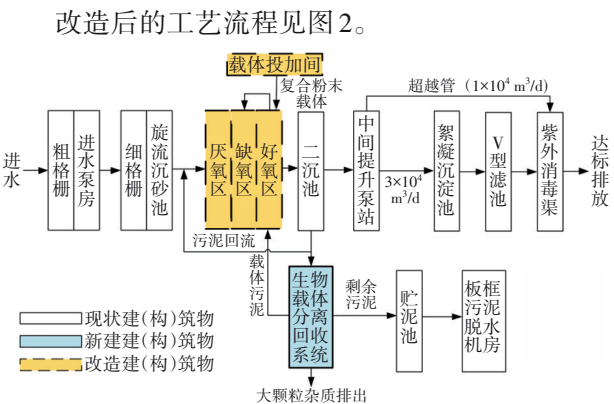 改造后的工艺流程见图2。
载体投加间
复合粉末
载体
超越管（1×10⁴ m³/d）
进水
粗格栅
进水泵房
细格栅
旋流沉砂池
厌氧区
缺氧区
好氧区
二沉池
中间提升泵站
3×10⁴
m³/d
絮凝沉淀池
V型滤池
紫外消毒渠
达标排放
污泥回流
载体污泥
生物
载体
分离
回收
系统
剩余
污泥
贮泥池
板框
污泥
脱水
机房
大颗粒杂质排出
现状建(构)筑物
新建建(构)筑物
改造建(构)筑物